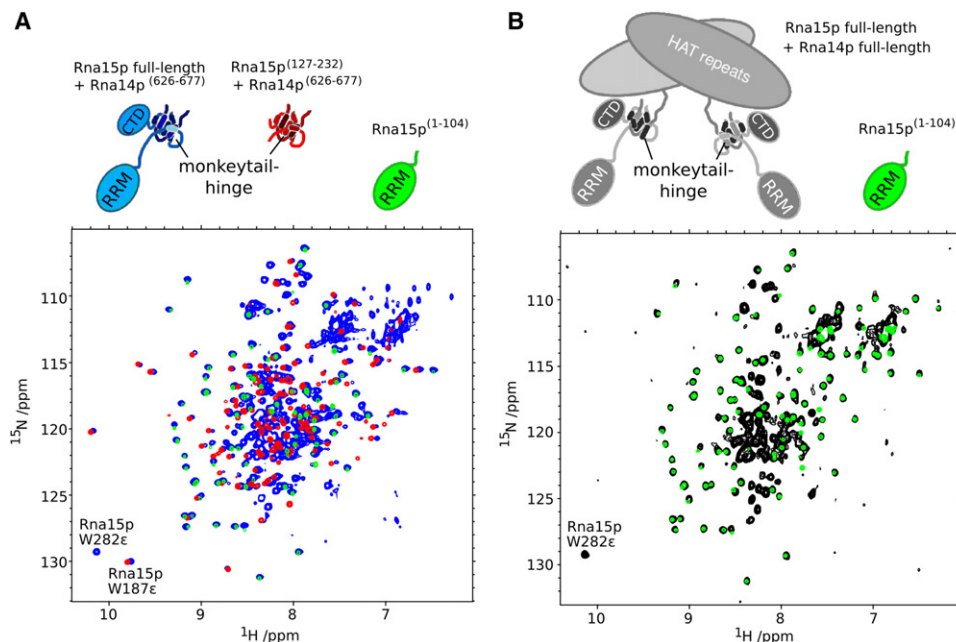 A
Rna15p full-length
+ Rna14p(626-677)
Rna15p(127-232)
+ Rna14p(626-677)
Rna15p(1-104)
CTD
RRM
monkeytail-
hinge
RRM
110
115
120
125
130
15N /ppm
Rna15p
W282ε
Rna15p
W187ε
10
9
8
7
1H /ppm
B
Rna15p full-length
+ Rna14p full-length
HAT repeats
CTD
CTD
Rna15p(1-104)
RRM
monkeytail-
hinge
RRM
RRM
110
115
120
125
130
15N /ppm
Rna15p
W282ε
10
9
8
7
1H /ppm